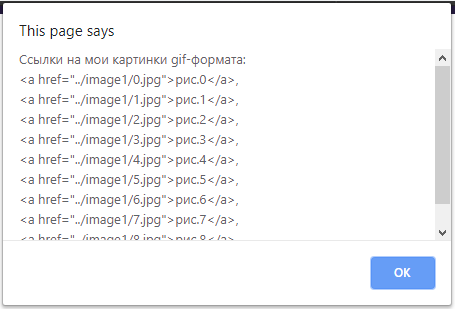 This page says
Ссылки на мои картинки gif-формата:
<a href="../image1/0.jpg">рис.0</a>,
<a href="../image1/1.jpg">рис.1</a>,
<a href="../image1/2.jpg">рис.2</a>,
<a href="../image1/3.jpg">рис.3</a>,
<a href="../image1/4.jpg">рис.4</a>,
<a href="../image1/5.jpg">рис.5</a>,
<a href="../image1/6.jpg">рис.6</a>,
<a href="../image1/7.jpg">рис.7</a>,
<a href="../image1/8.jpg">рис.8</a>,
OK